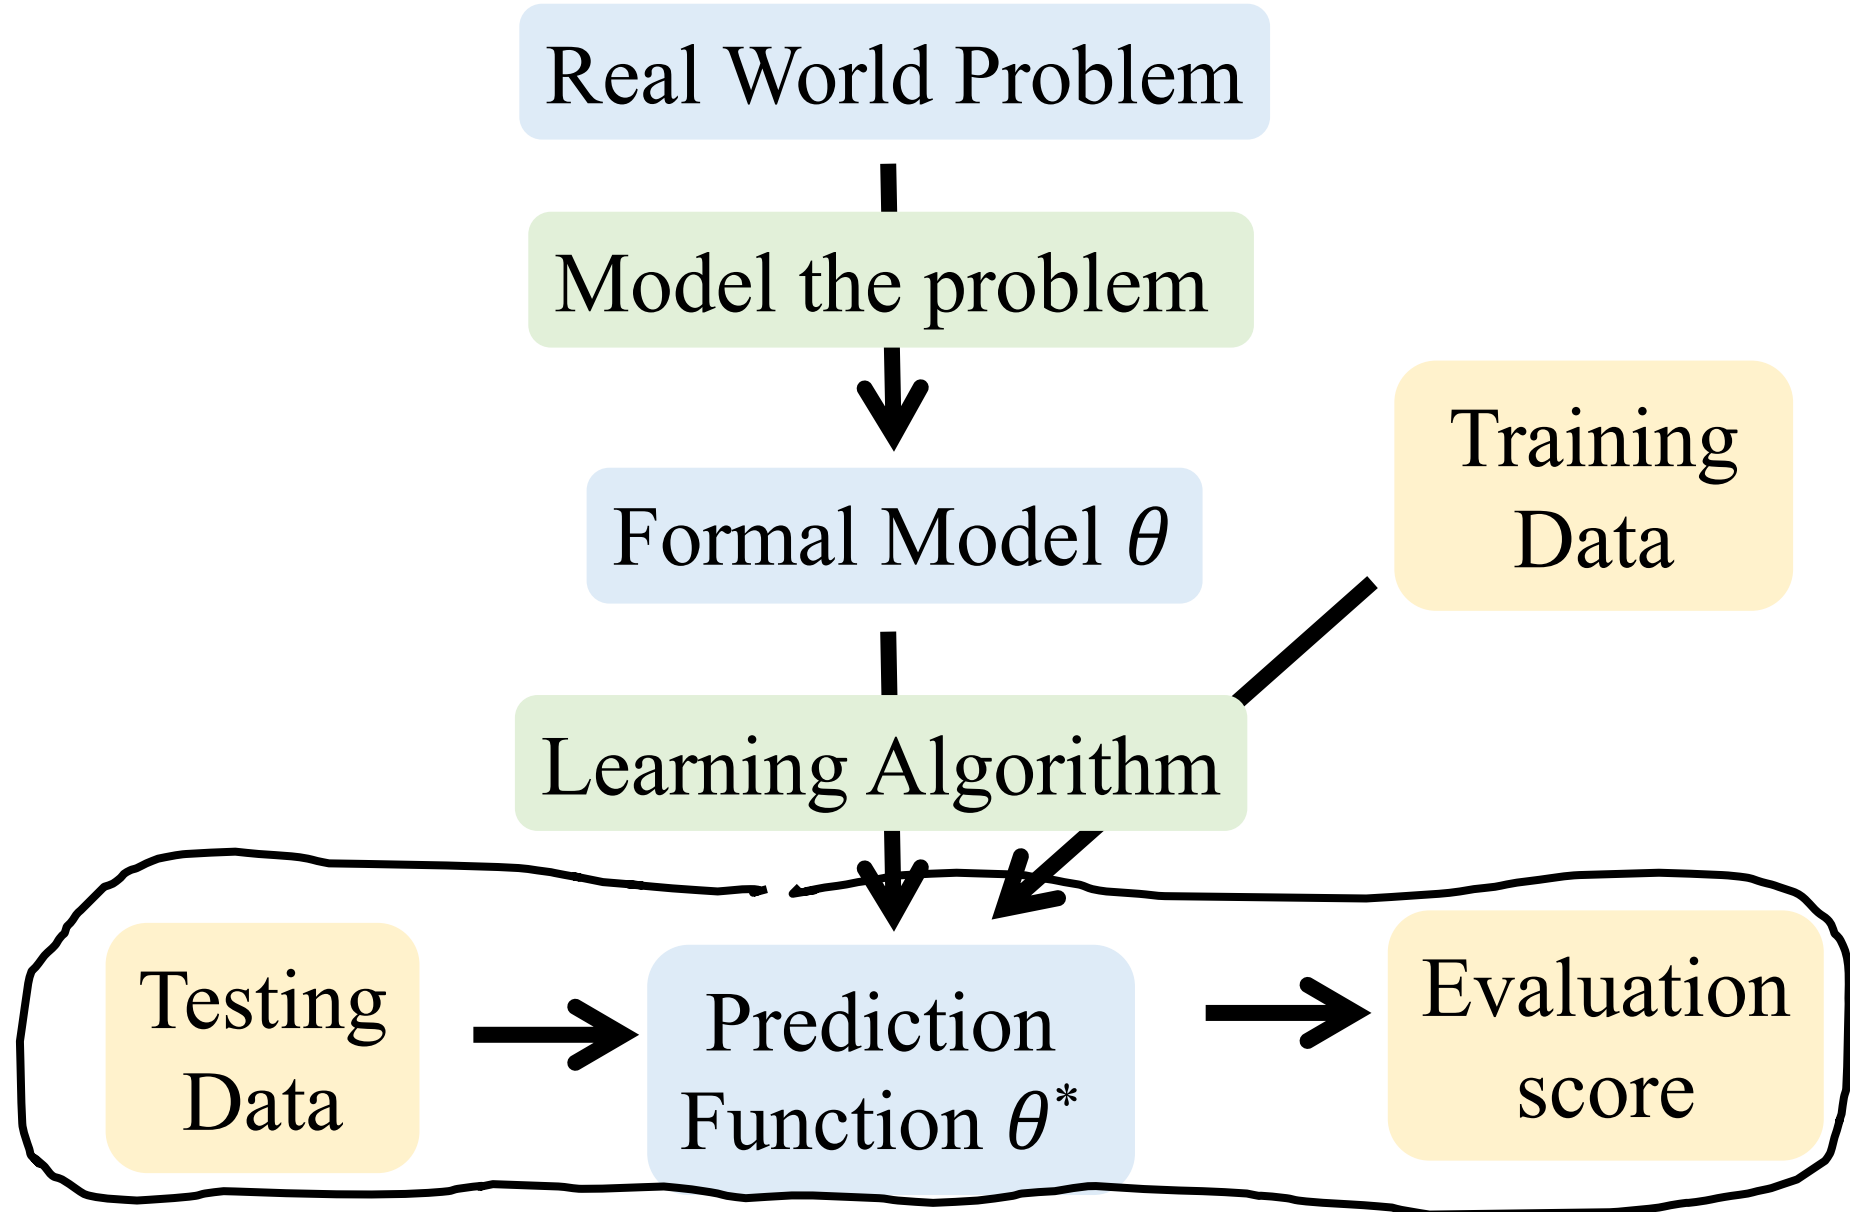 Real World Problem
Model the problem
Training
Data
Formal Model θ
Learning Algorithm
Testing
Data
Prediction
Function θ*
Evaluation
score